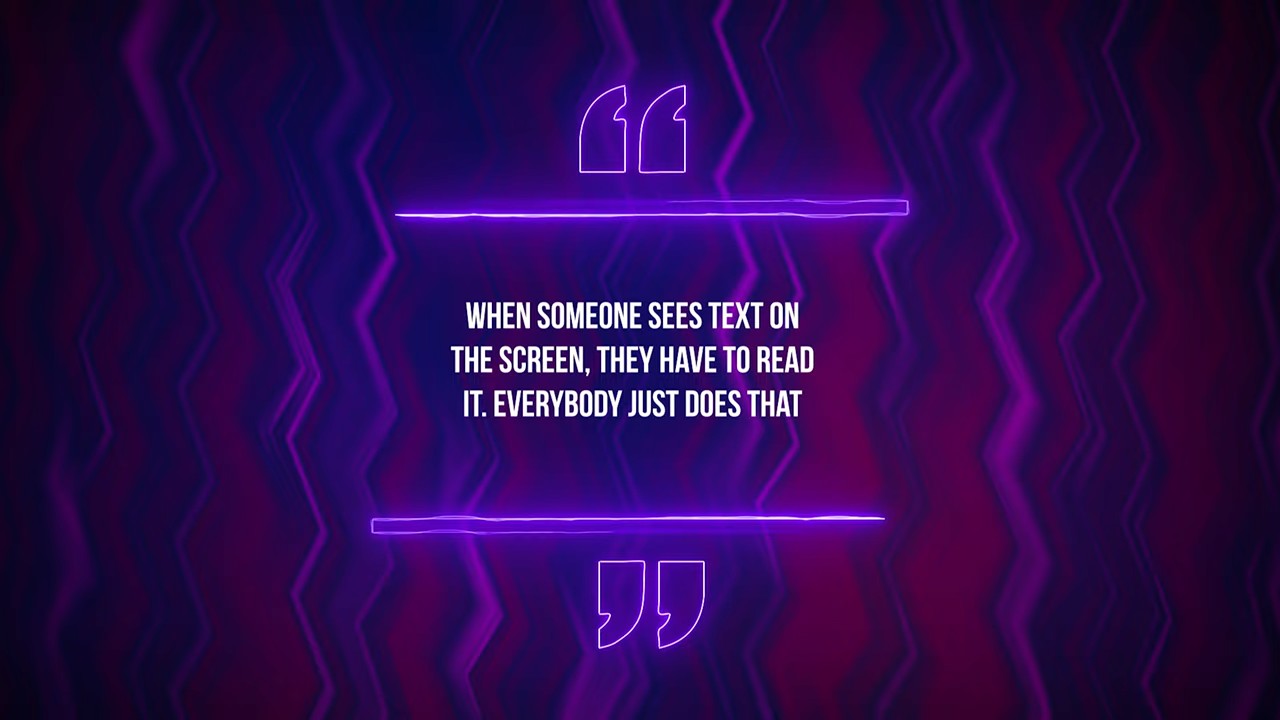 WHEN SOMEONE SEES TEXT ON
THE SCREEN, THEY HAVE TO READ
IT. EVERYBODY JUST DOES THAT